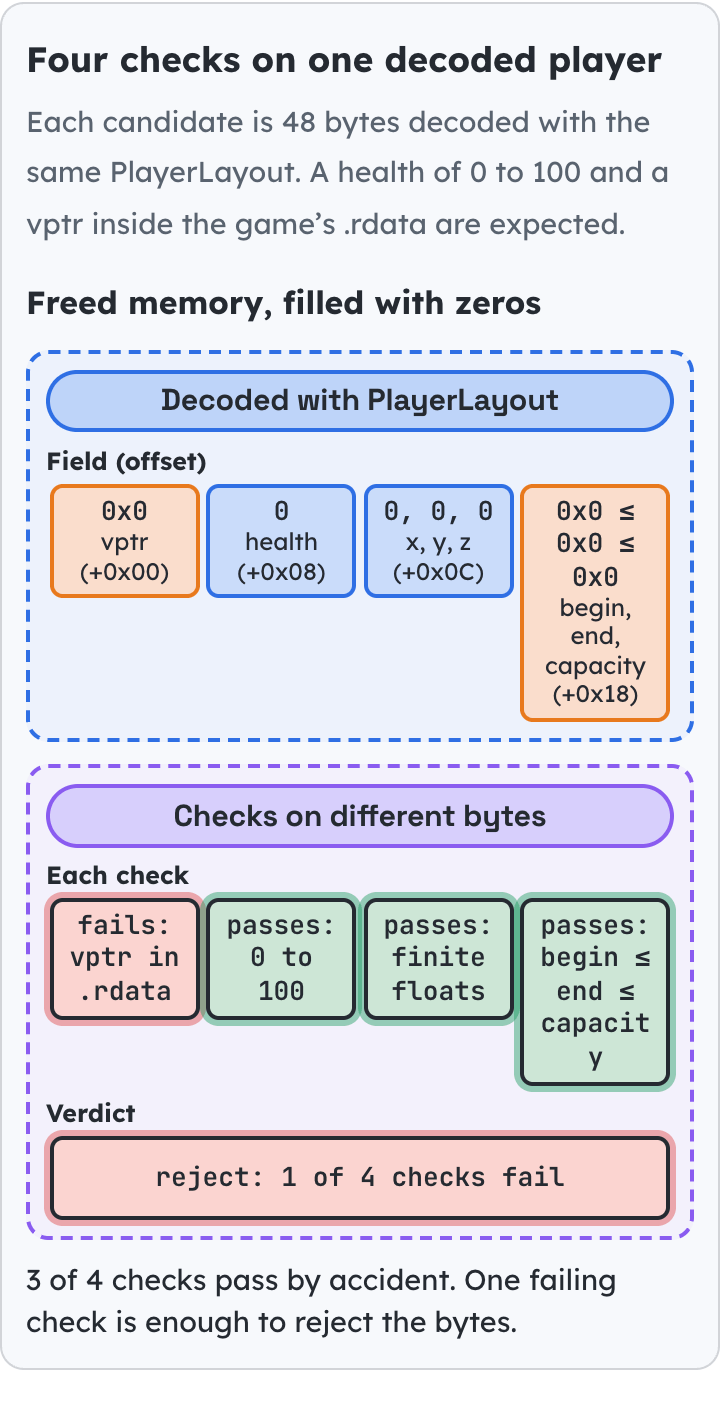 Four checks on one decoded player
Each candidate is 48 bytes decoded with the
same PlayerLayout. A health of 0 to 100 and a
vptr inside the game’s .rdata are expected.
Freed memory, filled with zeros
Decoded with PlayerLayout
Field (offset)
0x0
vptr
(+0x00)
0
health
(+0x08)
0, 0, 0
x, y, z
(+0x0C)
0x0 ≤
0x0 ≤
0x0
begin,
end,
capacity
(+0x18)
Checks on different bytes
Each check
fails:
vptr in
.rdata
passes:
0 to
100
passes:
finite
floats
passes:
begin ≤
end ≤
capacit
y
Verdict
reject: 1 of 4 checks fail
3 of 4 checks pass by accident. One failing
check is enough to reject the bytes.